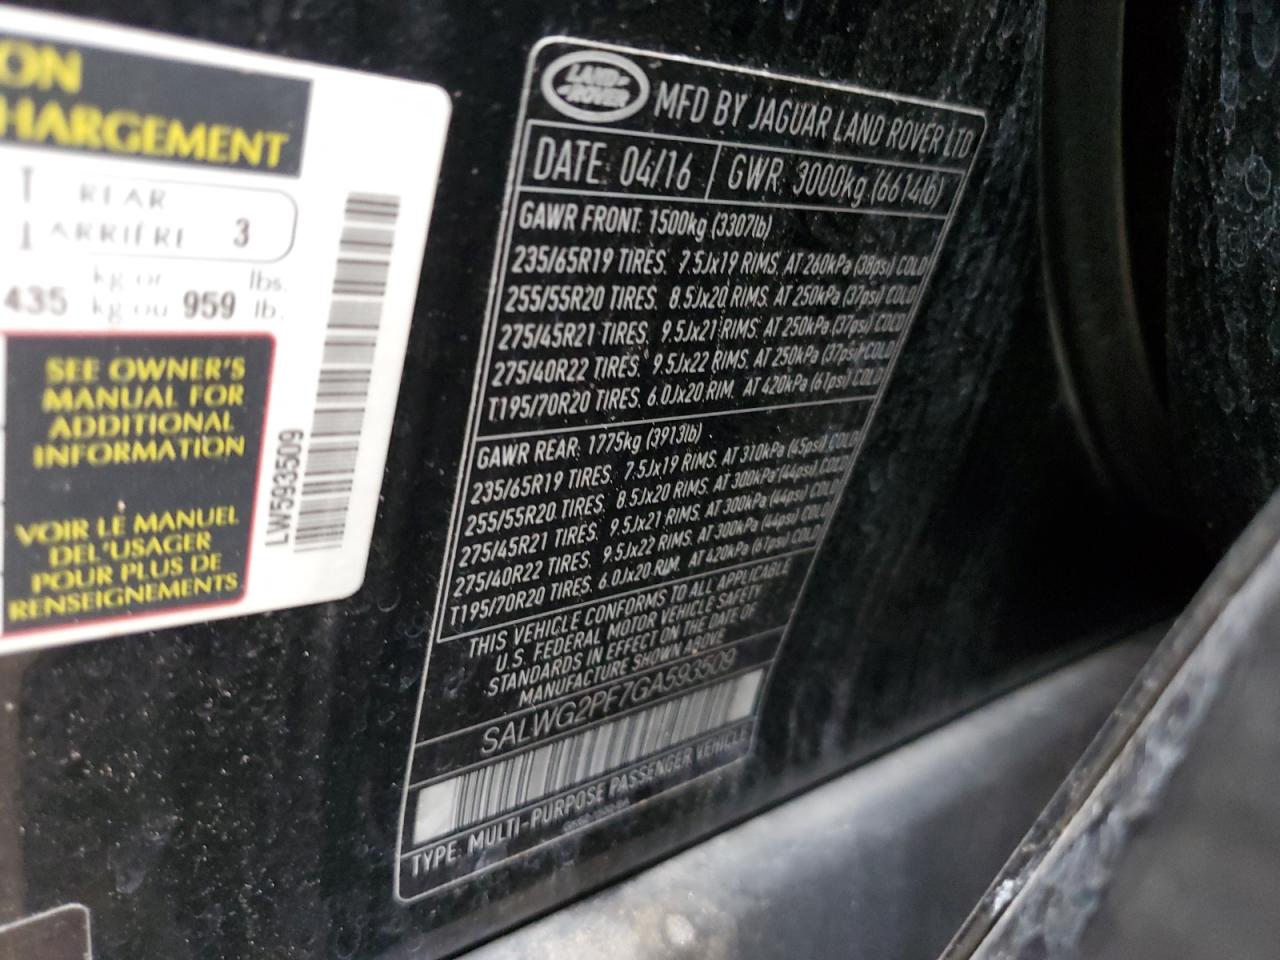 ON
HARGEMENT
REAR
ARRIÈRE 3
kg or lbs.
435 kg ou 959 lb.
SEE OWNER'S
MANUAL FOR
ADDITIONAL
INFORMATION
VOIR LE MANUEL
DEL'USAGER
POUR PLUS DE
RENSEIGNEMENTS
LW593509
LAND ROVER
MFD BY JAGUAR LAND ROVER LTD
DATE: 04/16 GWR: 3000kg (6614lb)
GAWR FRONT: 1500kg (3307lb)
235/65R19 TIRES. 7.5Jx19 RIMS. AT 260kPa (38psi) COLD
255/55R20 TIRES. 8.5Jx20 RIMS. AT 250kPa (37psi) COLD
275/45R21 TIRES. 9.5Jx21 RIMS. AT 250kPa (37psi) COLD
275/40R22 TIRES. 9.5Jx22 RIMS. AT 250kPa (37psi) COLD
T195/70R20 TIRES. 6.0Jx20 RIM. AT 420kPa (61psi) COLD
GAWR REAR: 1775kg (3913lb)
235/65R19 TIRES. 7.5Jx19 RIMS. AT 310kPa (45psi) COLD
255/55R20 TIRES. 8.5Jx20 RIMS. AT 300kPa (44psi) COLD
275/45R21 TIRES. 9.5Jx21 RIMS. AT 300kPa (44psi) COLD
275/40R22 TIRES. 9.5Jx22 RIMS. AT 300kPa (44psi) COLD
T195/70R20 TIRES. 6.0Jx20 RIM. AT 420kPa (61psi) COLD
THIS VEHICLE CONFORMS TO ALL APPLICABLE
U.S. FEDERAL MOTOR VEHICLE SAFETY
STANDARDS IN EFFECT ON THE DATE OF
MANUFACTURE SHOWN ABOVE
SALWG2PF7GA593509
TYPE: MULTI-PURPOSE PASSENGER VEHICLE